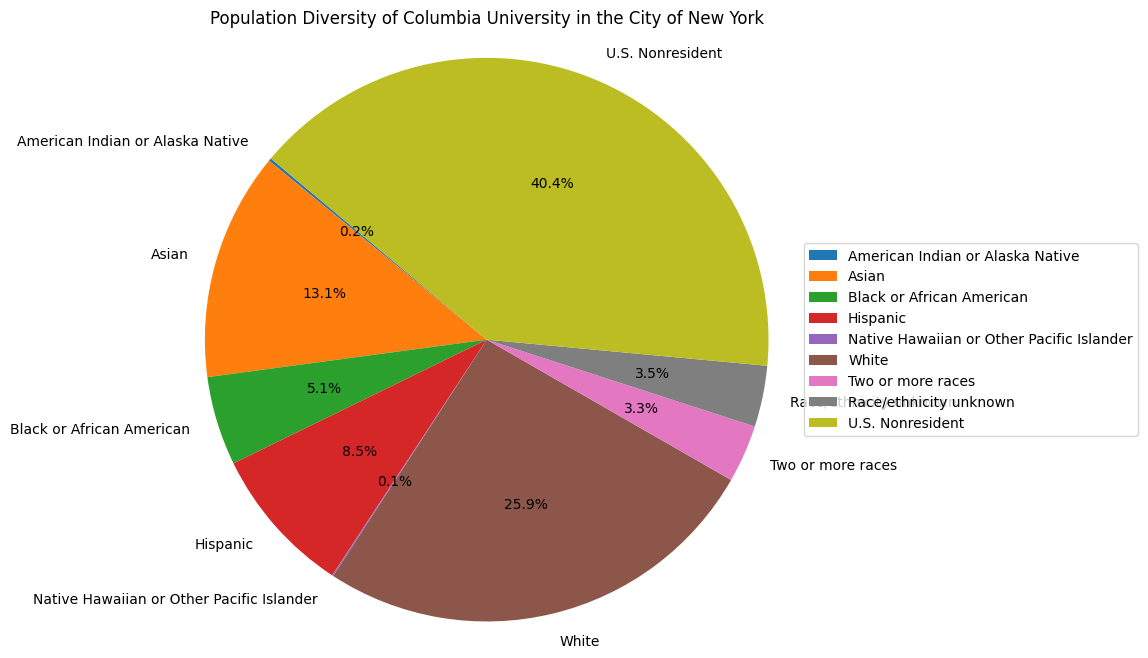 Population Diversity of Columbia University in the City of New York
U.S. Nonresident
American Indian or Alaska Native
40.4%
0.2%
Asian
13.1%
American Indian or Alaska Native
Asian
Black or African American
Hispanic
Native Hawaiian or Other Pacific Islander
White
Two or more races
Race/ethnicity unknown
U.S. Nonresident
3.5%
5.1%
3.3%
Black or African American
8.5%
Two or more races
0.1%
25.9%
Hispanic
Native Hawaiian or Other Pacific Islander
White